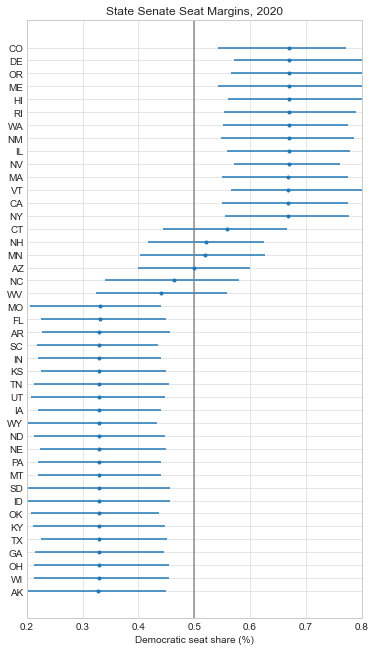 State Senate Seat Margins, 2020
CO
DE
OR
ME
HI
RI
WA
NM
IL
NV
MA
VT
CA
NY
CT
NH
MN
AZ
NC
WV
MO
FL
AR
SC
IN
KS
TN
UT
IA
WY
ND
NE
PA
MT
SD
ID
OK
KY
TX
GA
OH
WI
AK
0.2 0.3 0.4 0.5 0.6 0.7 0.8
Democratic seat share (%)